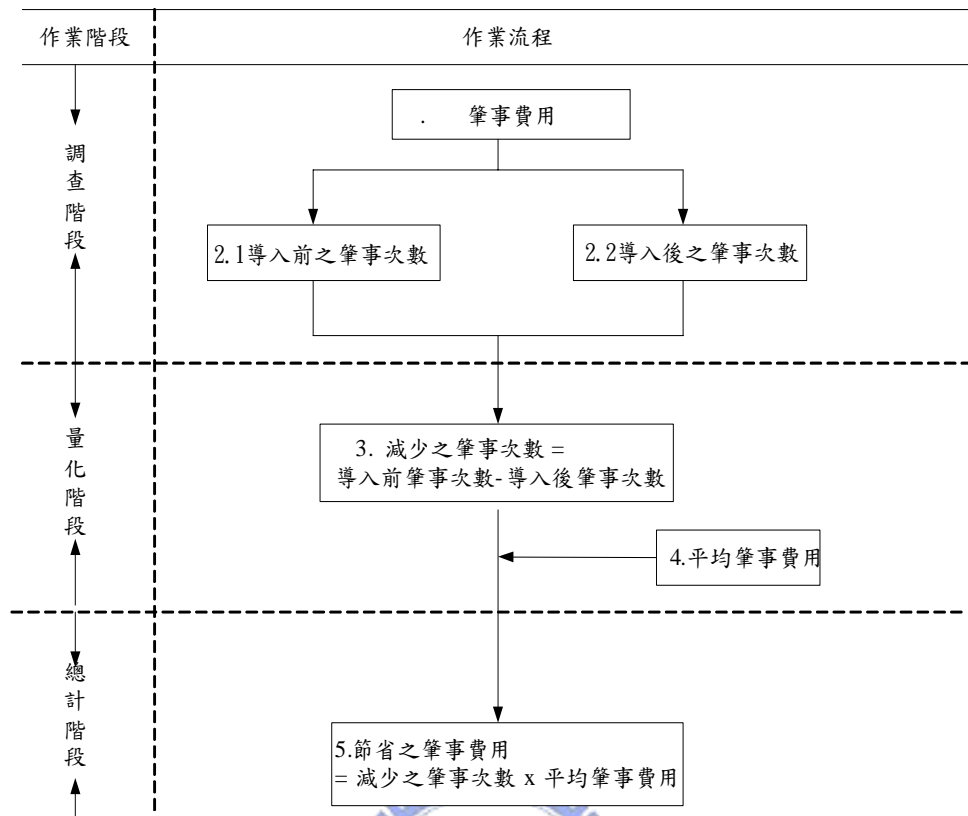 作業階段
作業流程
調查階段
. 肇事費用
2.1導入前之肇事次數
2.2導入後之肇事次數
量化階段
3. 減少之肇事次數 =
導入前肇事次數- 導入後肇事次數
4.平均肇事費用
總計階段
5.節省之肇事費用
= 減少之肇事次數 x 平均肇事費用